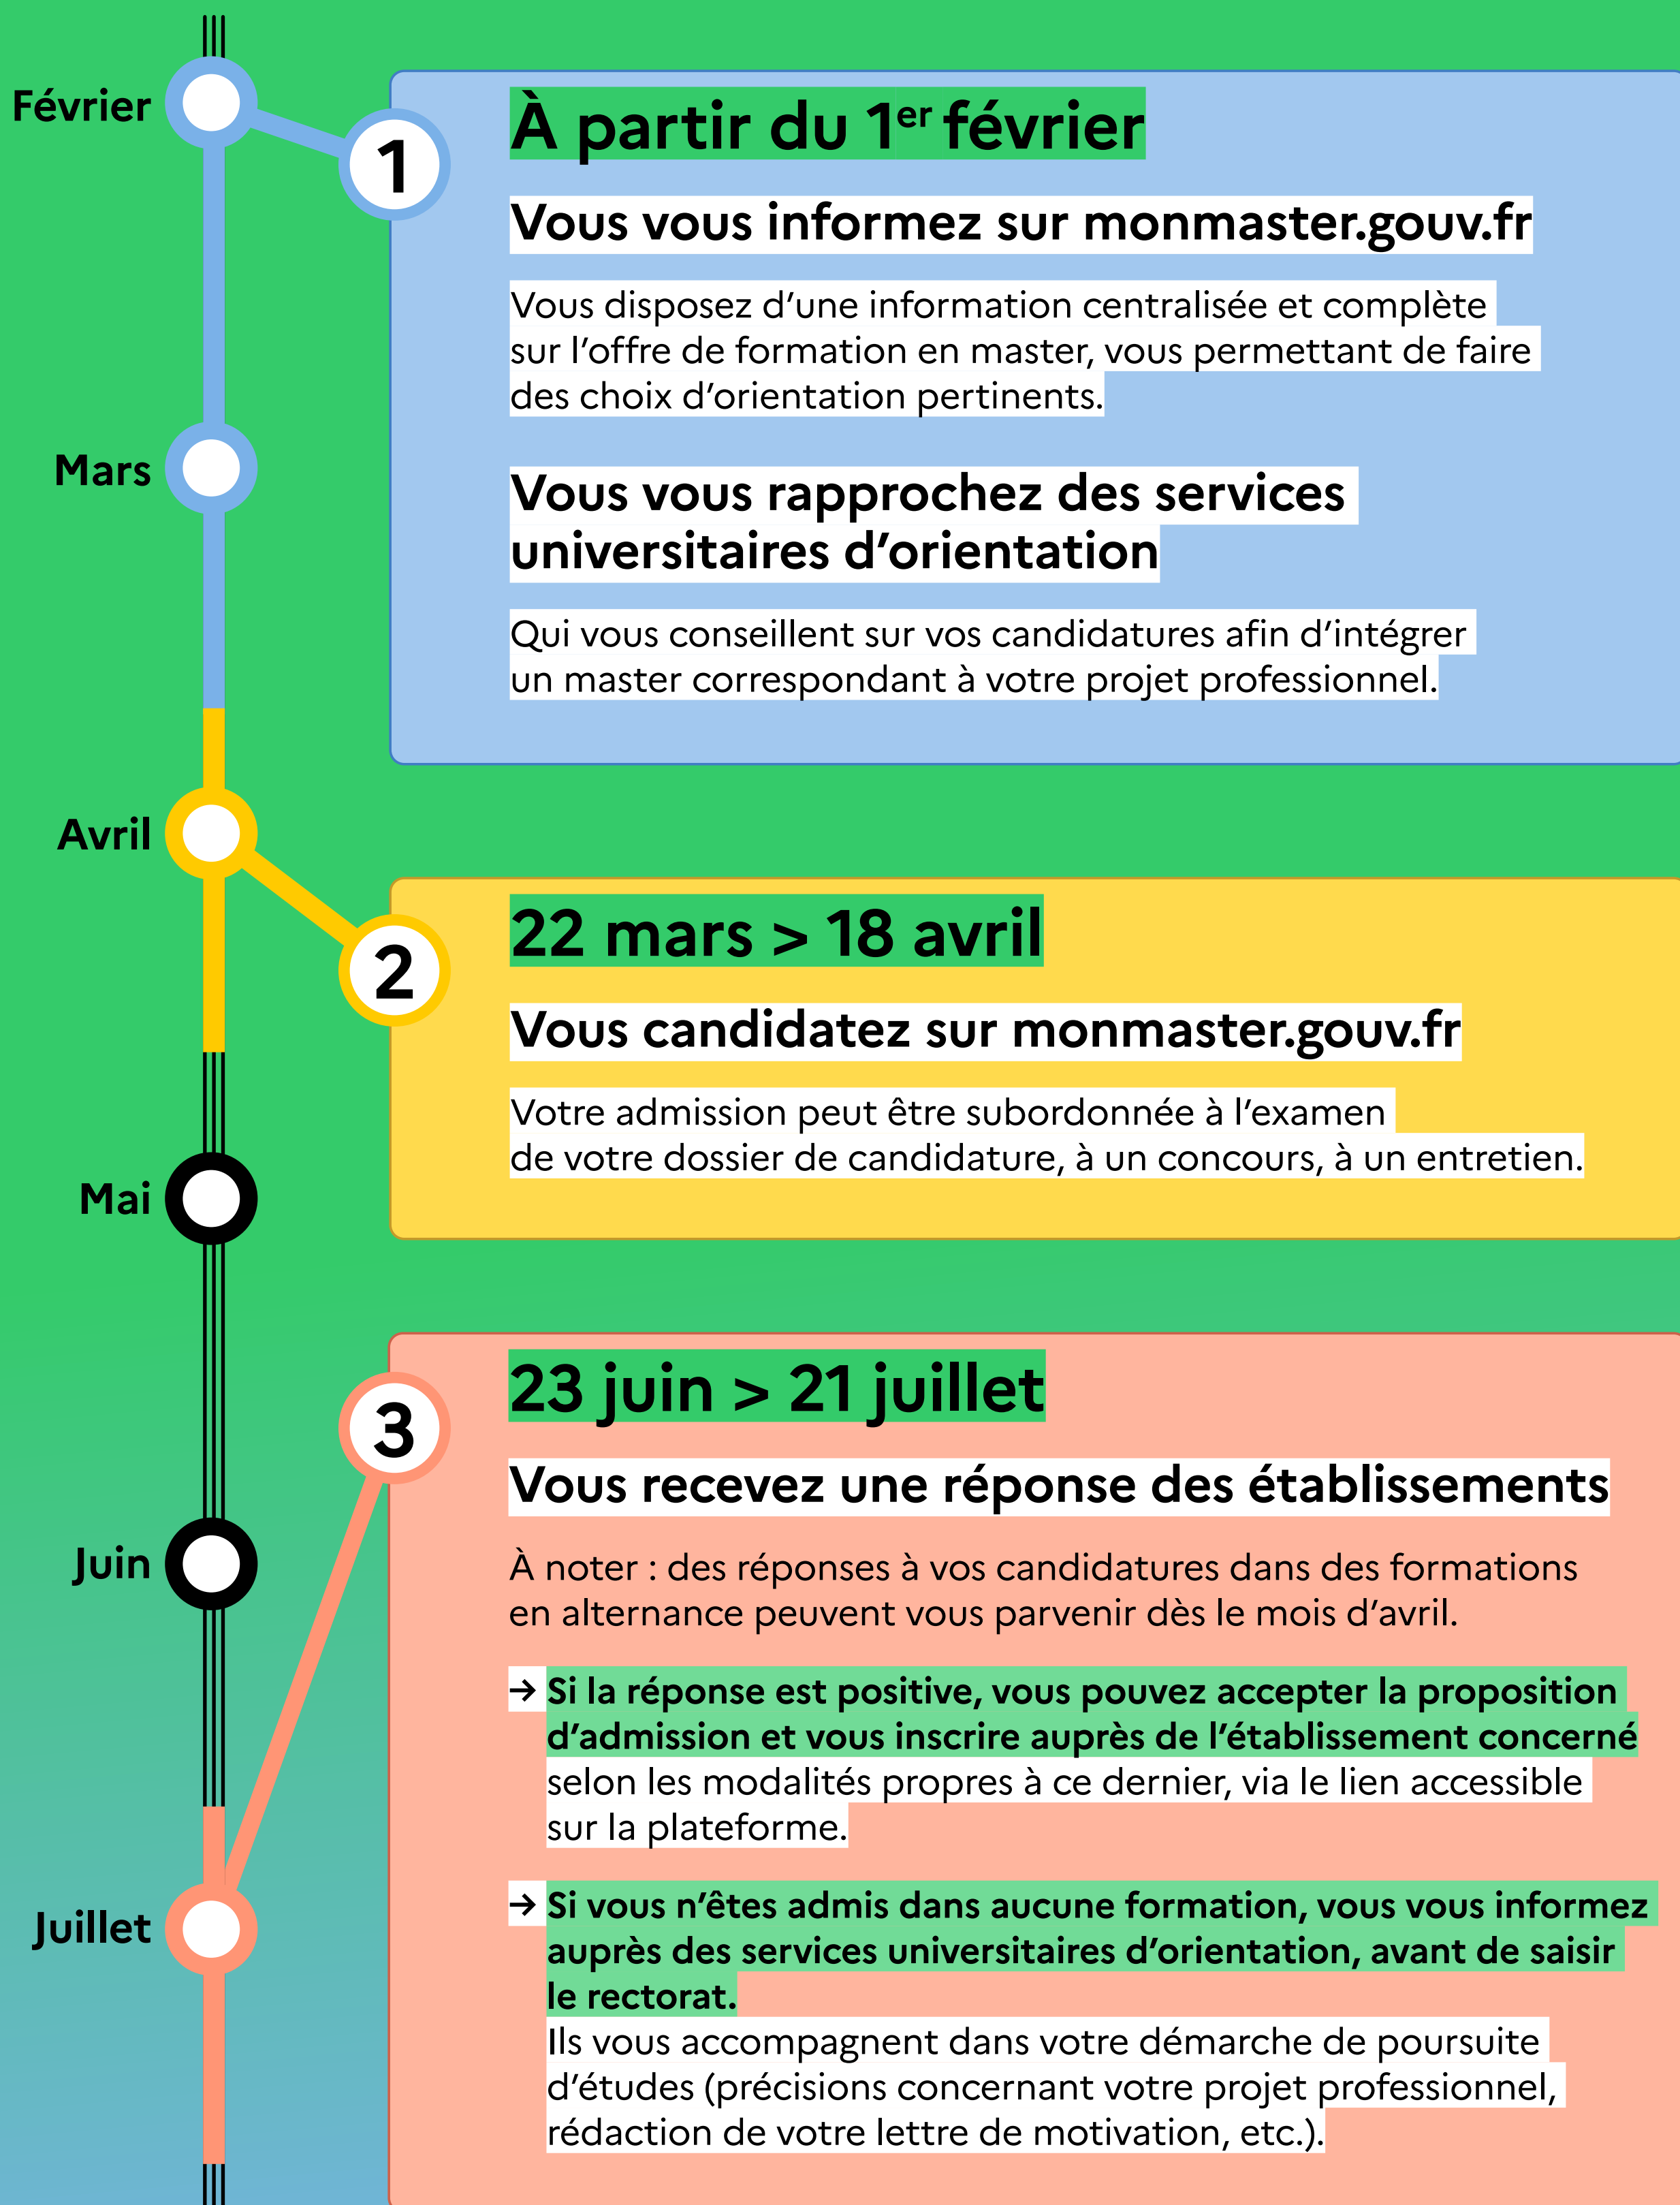 Février
1
À partir du 1er février
Vous vous informez sur monmaster.gouv.fr
Vous disposez d’une information centralisée et complète
sur l’offre de formation en master, vous permettant de faire
des choix d’orientation pertinents.
Mars
Vous vous rapprochez des services
universitaires d’orientation
Qui vous conseillent sur vos candidatures afin d’intégrer
un master correspondant à votre projet professionnel.
Avril
2
22 mars > 18 avril
Vous candidatez sur monmaster.gouv.fr
Votre admission peut être subordonnée à l’examen
de votre dossier de candidature, à un concours, à un entretien.
Mai
3
23 juin > 21 juillet
Vous recevez une réponse des établissements
Juin
À noter : des réponses à vos candidatures dans des formations
en alternance peuvent vous parvenir dès le mois d’avril.
→ Si la réponse est positive, vous pouvez accepter la proposition
d’admission et vous inscrire auprès de l’établissement concerné
selon les modalités propres à ce dernier, via le lien accessible
sur la plateforme.
Juillet
→ Si vous n’êtes admis dans aucune formation, vous vous informez
auprès des services universitaires d’orientation, avant de saisir
le rectorat.
Ils vous accompagnent dans votre démarche de poursuite
d’études (précisions concernant votre projet professionnel,
rédaction de votre lettre de motivation, etc.).